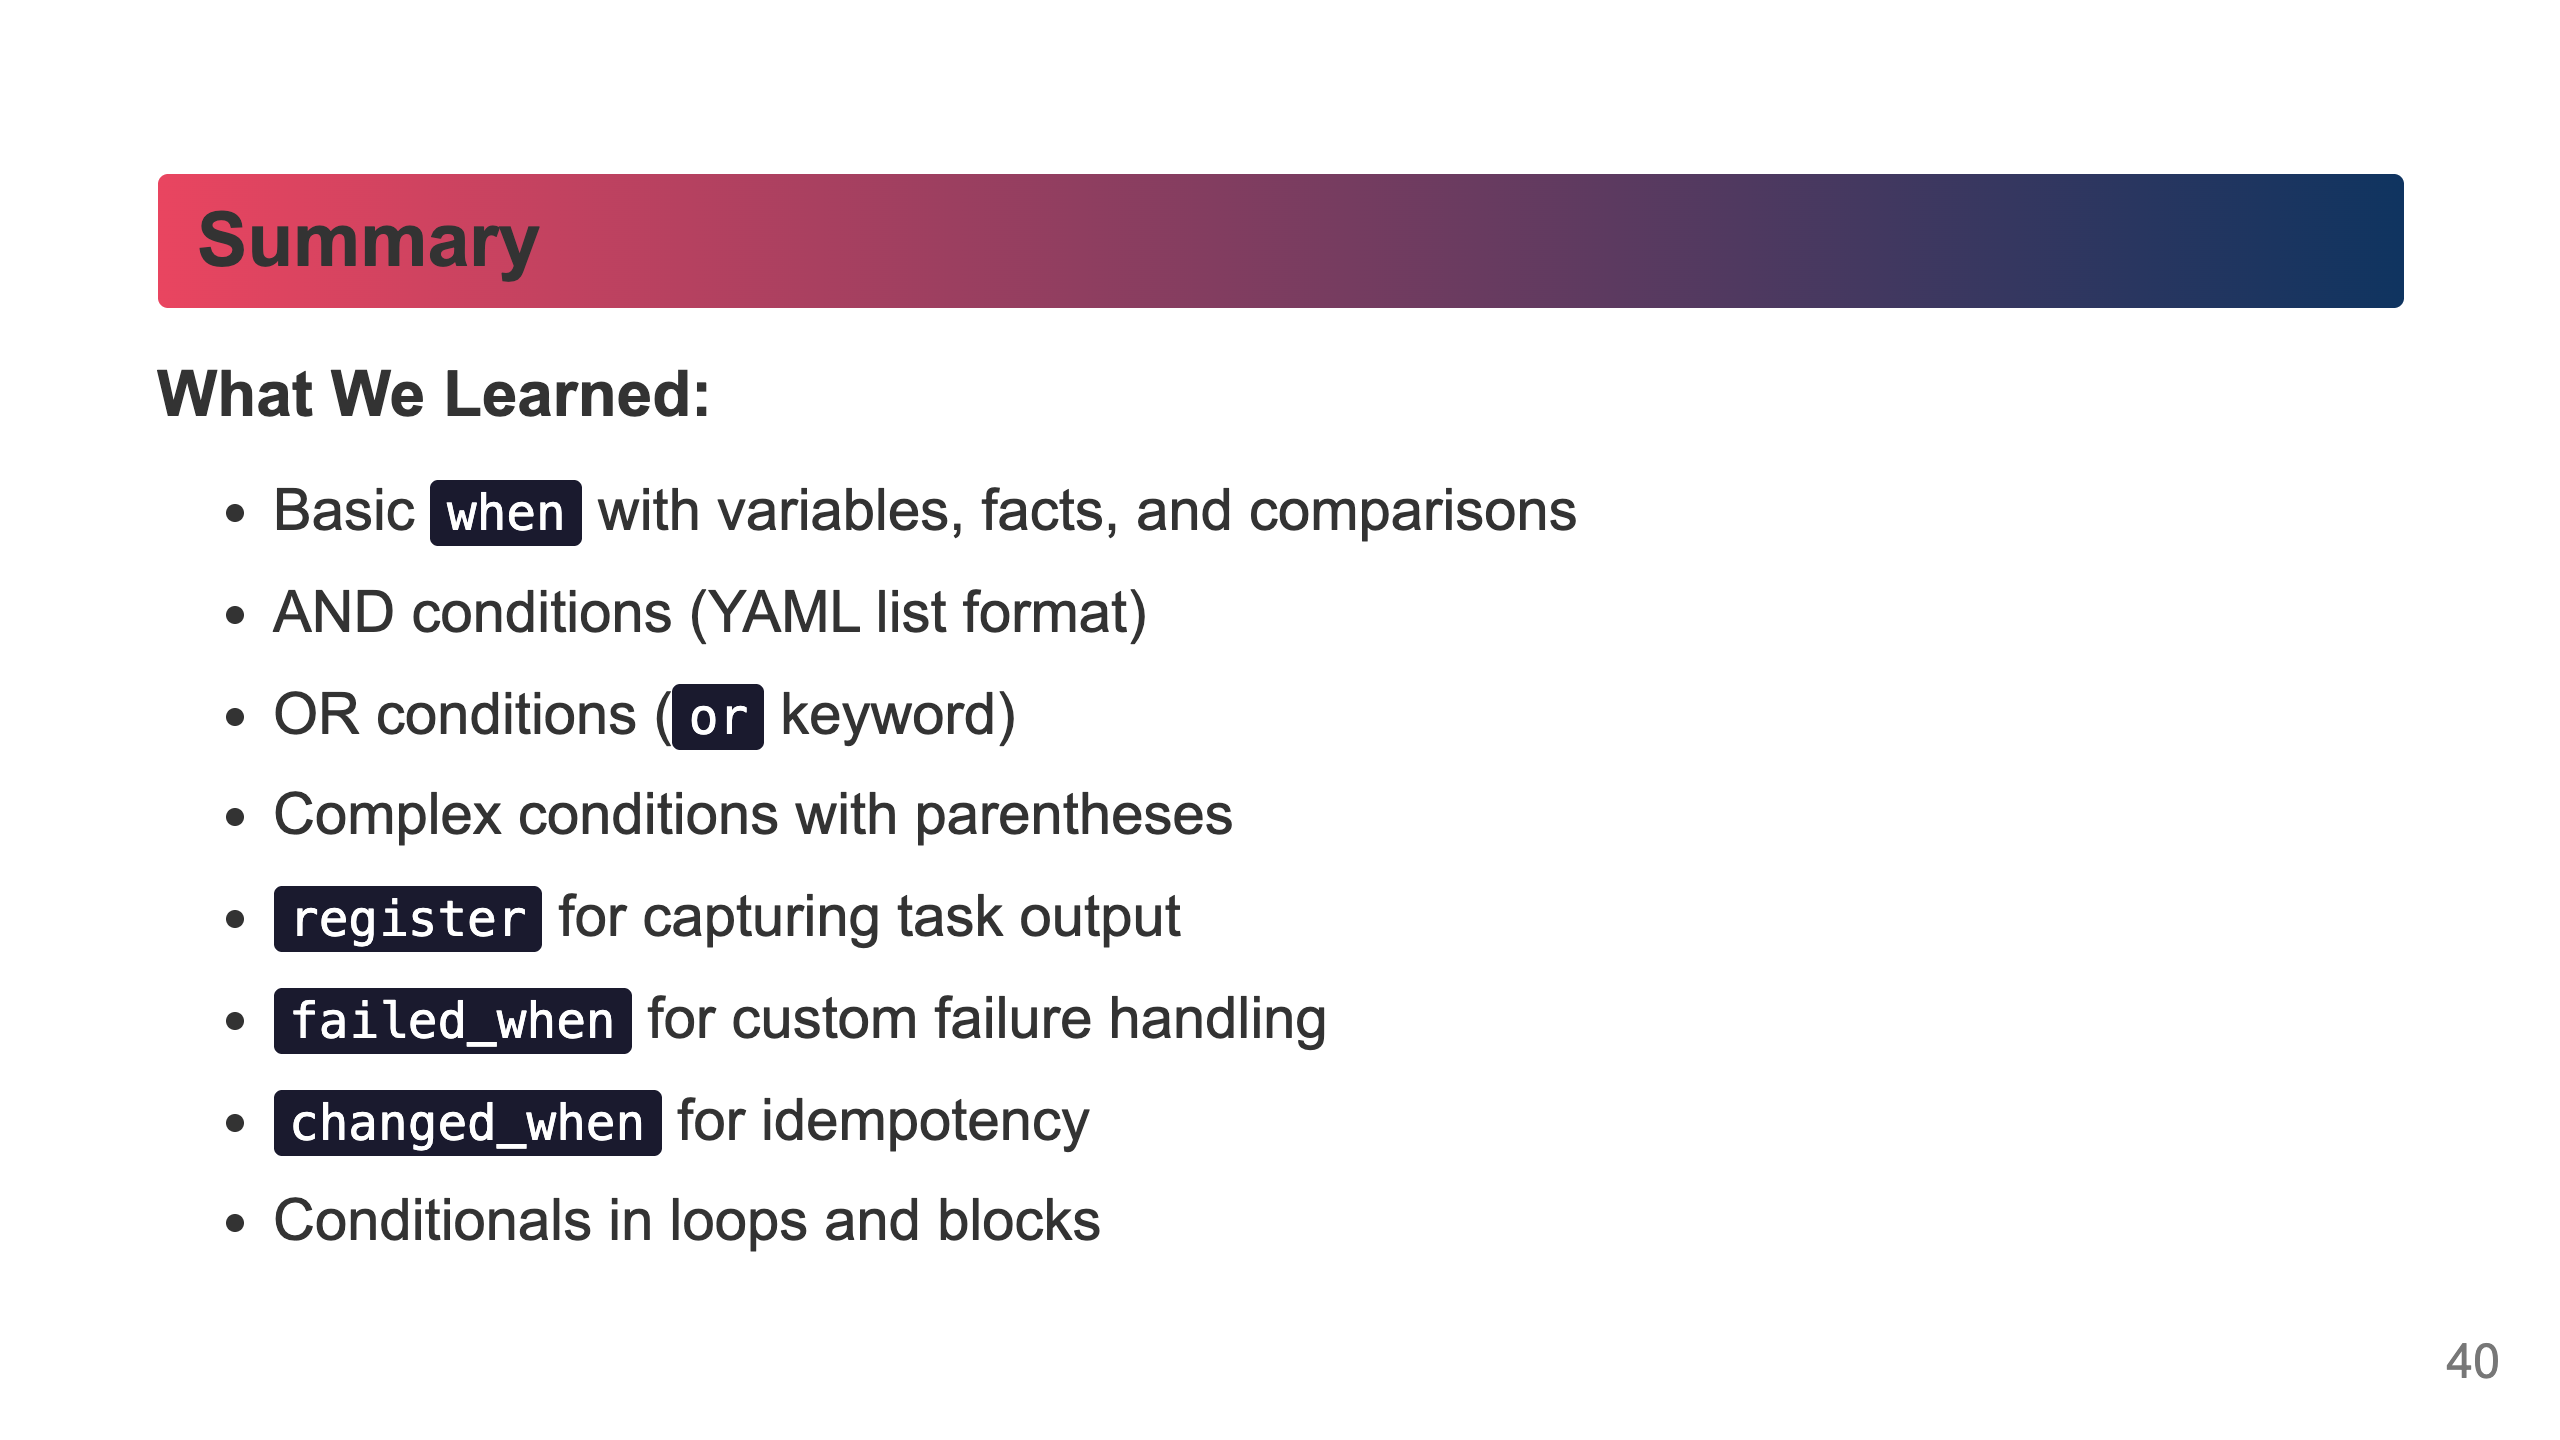 Summary
What We Learned:
• Basic when with variables, facts, and comparisons
• AND conditions (YAML list format)
• OR conditions (or keyword)
• Complex conditions with parentheses
• register for capturing task output
• failed_when for custom failure handling
• changed_when for idempotency
• Conditionals in loops and blocks
40